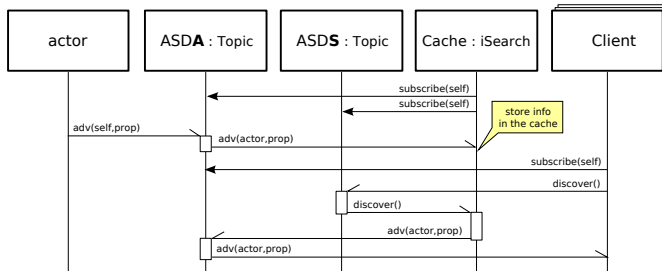 actor
ASDA : Topic
ASDS : Topic
Cache : iSearch
Client
subscribe(self)
subscribe(self)
store info
in the cache
adv(self,prop)
adv(actor,prop)
subscribe(self)
discover()
discover()
adv(actor,prop)
adv(actor,prop)